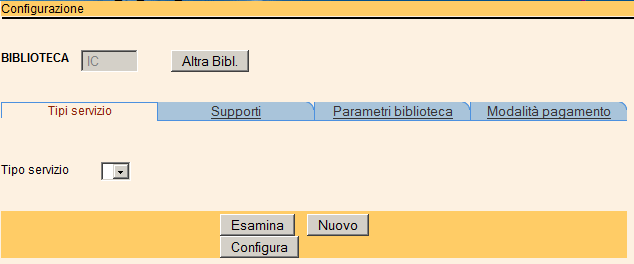 Configurazione
BIBLIOTECA IC Altra Bibl.
Tipi servizio Supporti Parametri biblioteca Modalità pagamento
Tipo servizio
Esamina Nuovo
Configura